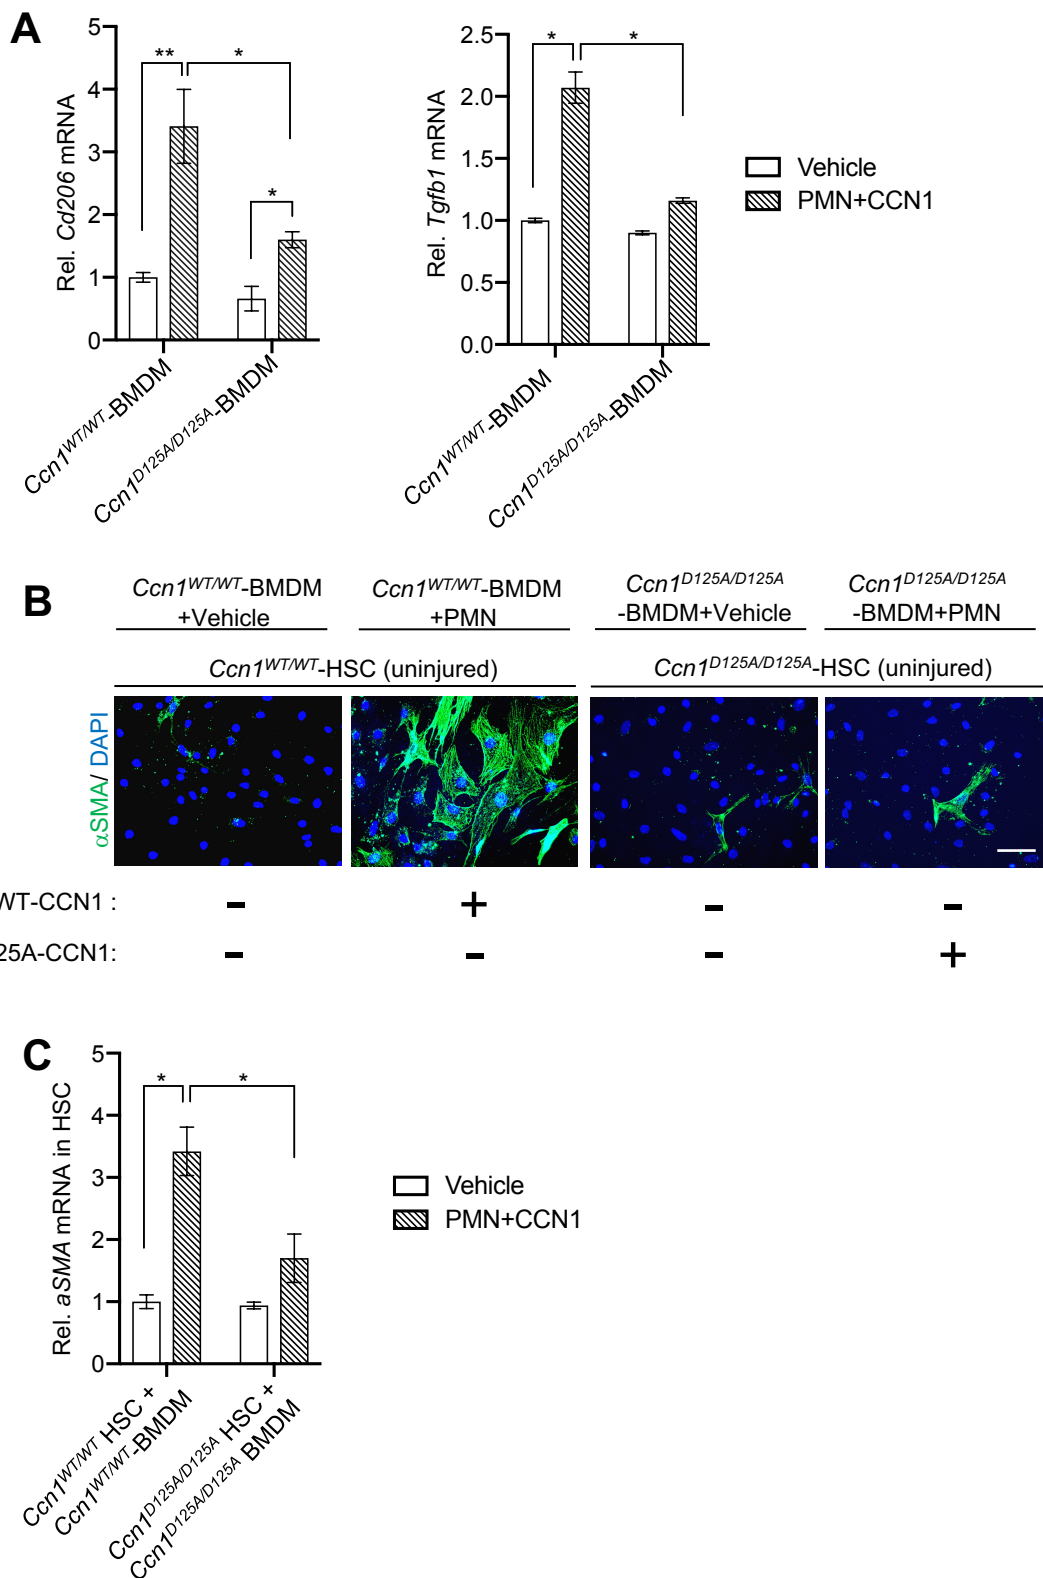 A
5
4
3
2
1
0
Rel. Cd206 mRNA
**
*
*
Ccn1WT/WT-BMDM
Ccn1D125A/D125A-BMDM
2.5
2.0
1.5
1.0
0.5
0.0
Rel. Tgfb1 mRNA
*
*
Ccn1WT/WT-BMDM
Ccn1D125A/D125A-BMDM
Vehicle
PMN+CCN1
B
Ccn1WT/WT-BMDM
+Vehicle
Ccn1WT/WT-BMDM
+PMN
Ccn1D125A/D125A
-BMDM+Vehicle
Ccn1D125A/D125A
-BMDM+PMN
Ccn1WT/WT-HSC (uninjured)
Ccn1D125A/D125A-HSC (uninjured)
αSMA/ DAPI
WT-CCN1 : - + - -
25A-CCN1: - - - +
C
5
4
3
2
1
0
Rel. aSMA mRNA in HSC
*
*
Ccn1WT/WT HSC +
Ccn1WT/WT-BMDM
Ccn1D125A/D125A HSC +
Ccn1D125A/D125A BMDM
Vehicle
PMN+CCN1